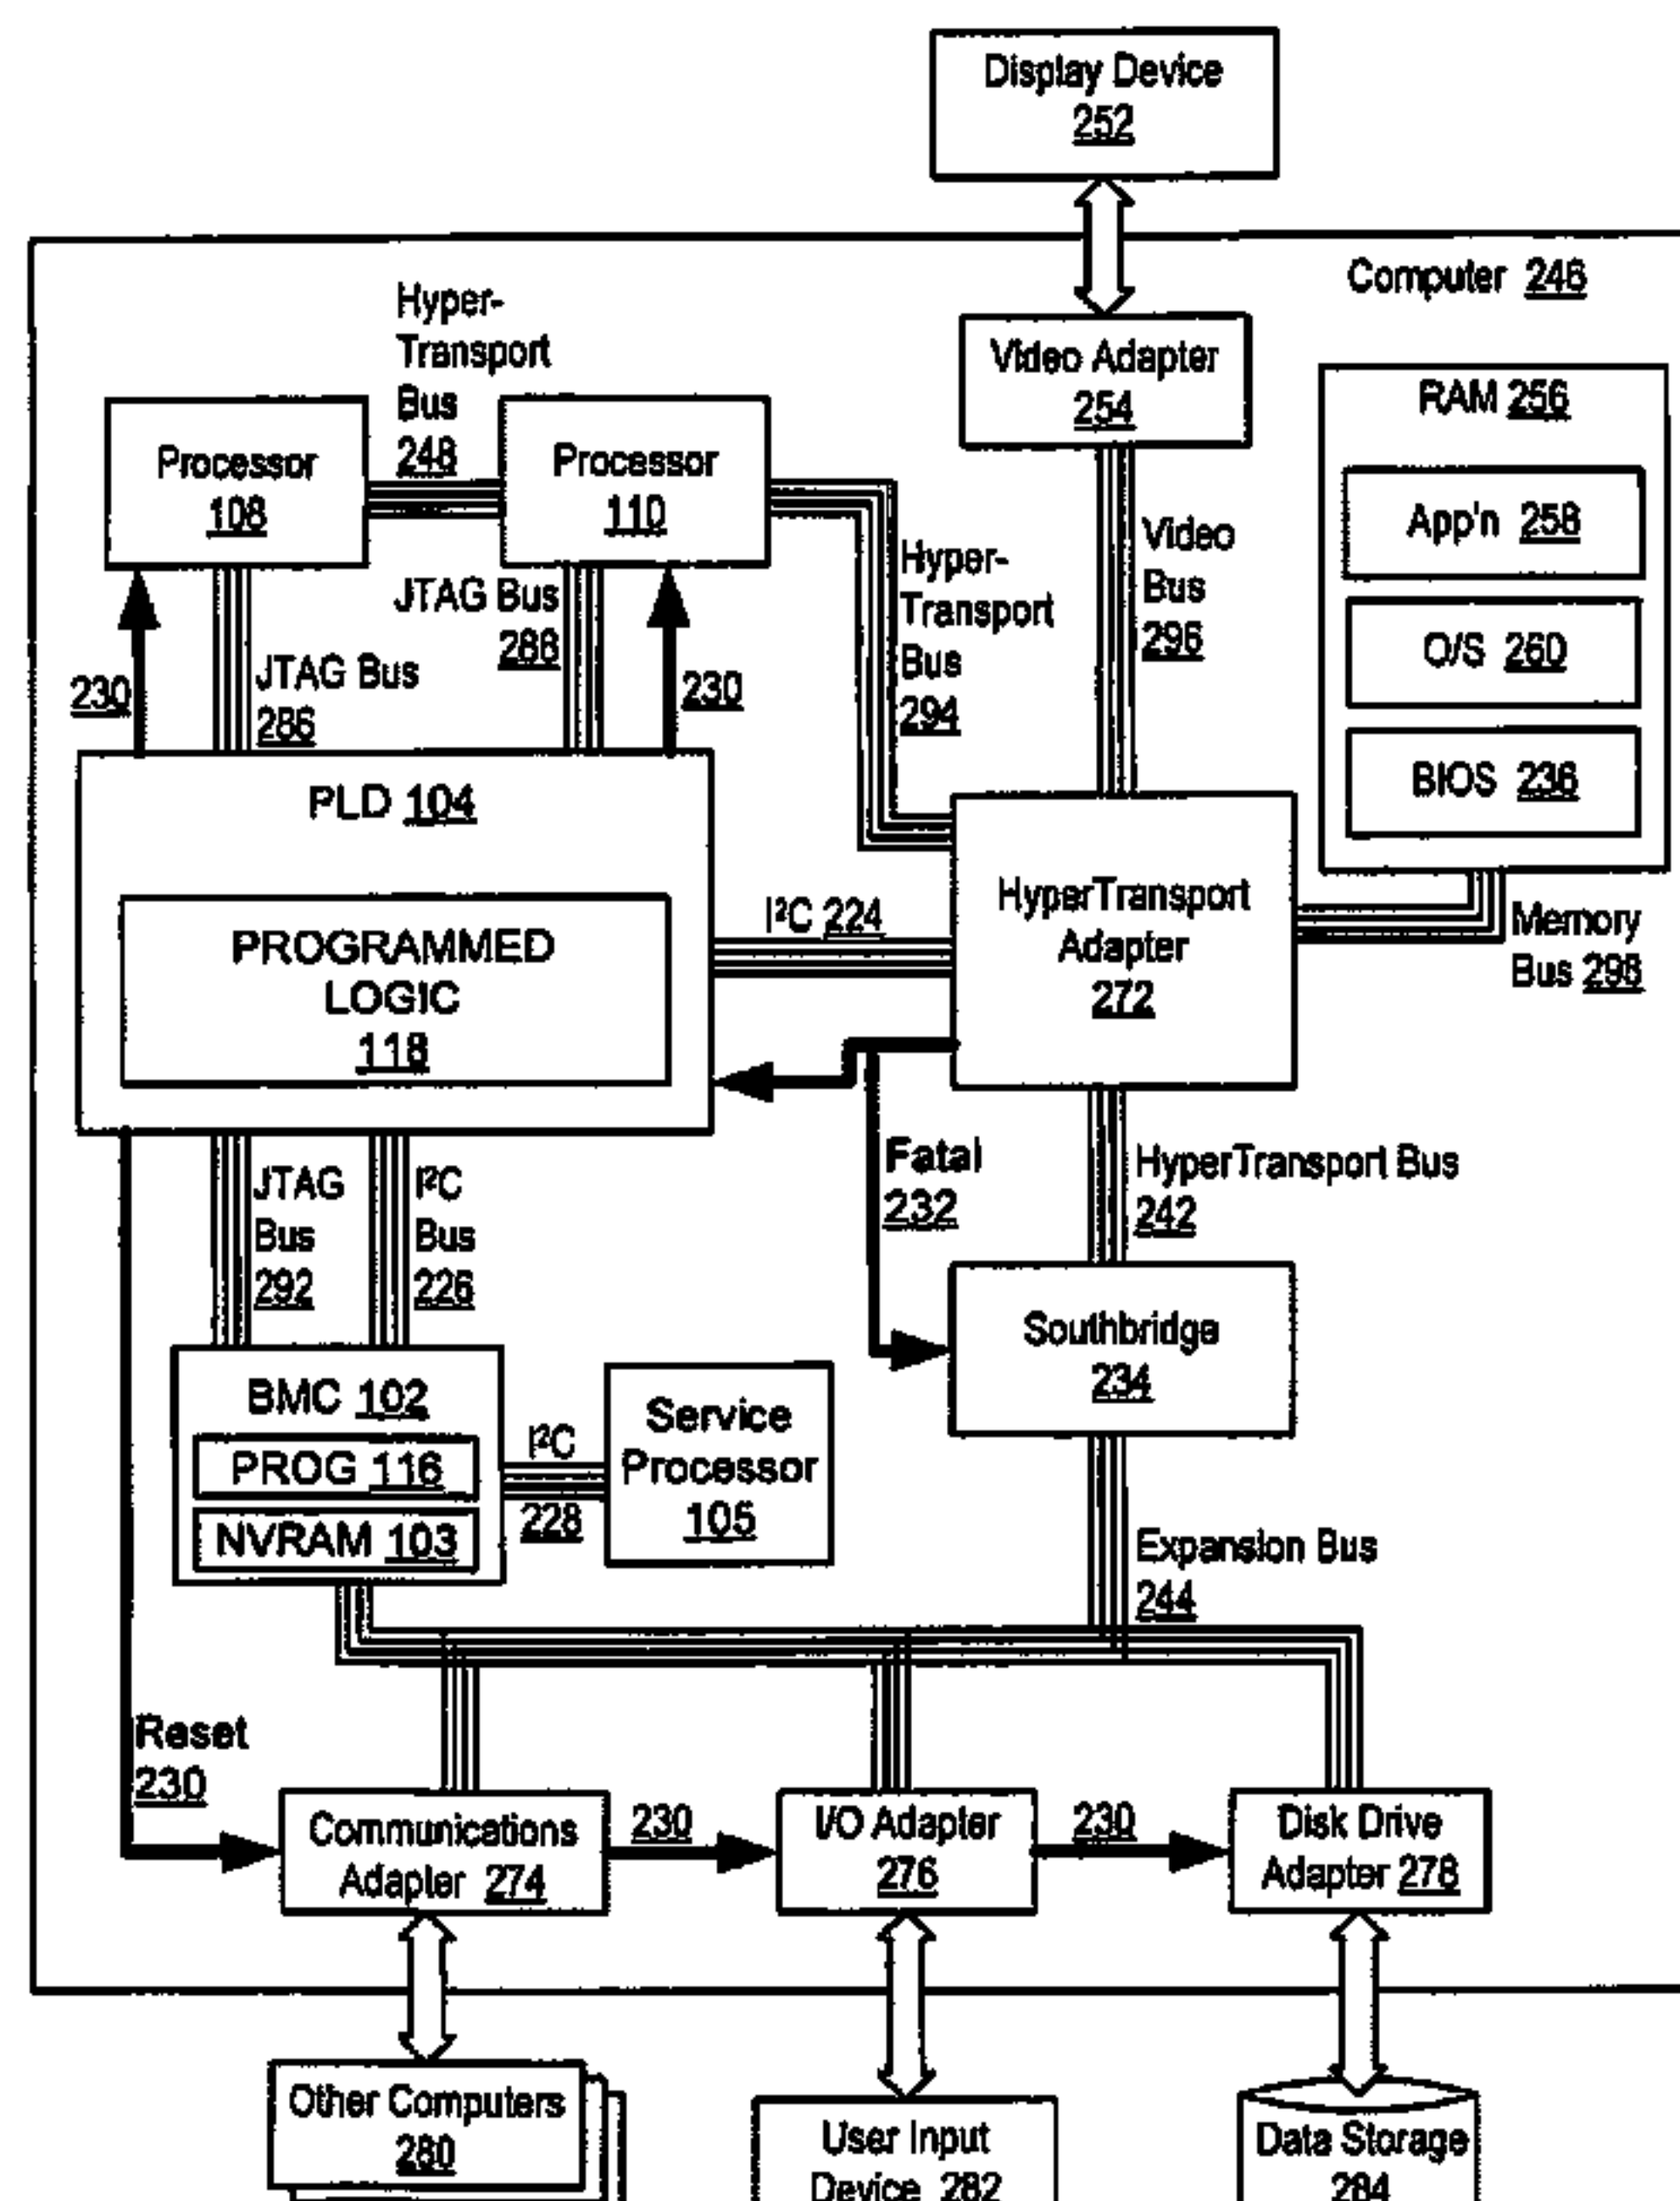 Display Device
252
Computer 246
Hyper-
Transport
Bus
248
Video Adapter
254
RAM 256
Processor
108
Processor
110
App'n 258
Video
Bus
296
Hyper-
Transport
Bus
294
JTAG Bus
288
O/S 260
JTAG Bus
286
230
230
BIOS 236
PLD 104
I²C 224
HyperTransport
Adapter
272
Memory
Bus 298
PROGRAMMED
LOGIC
118
Fatal
232
HyperTransport Bus
242
JTAG
Bus
292
I²C
Bus
226
Southbridge
234
BMC 102
PROG 116
NVRAM 103
I²C
228
Service
Processor
105
Expansion Bus
244
Reset
230
Communications
Adapter 274
230
I/O Adapter
276
230
Disk Drive
Adapter 278
Other Computers
280
User Input
Device 282
Data Storage
284